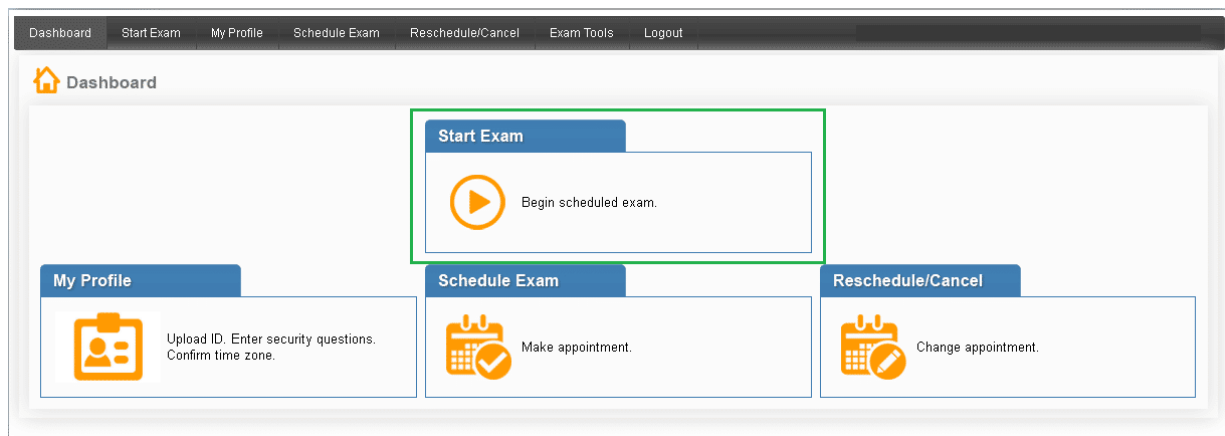 Dashboard Start Exam My Profile Schedule Exam Reschedule/Cancel Exam Tools Logout
Dashboard
Start Exam
Begin scheduled exam.
My Profile
Upload ID. Enter security questions.
Confirm time zone.
Schedule Exam
Make appointment.
Reschedule/Cancel
Change appointment.